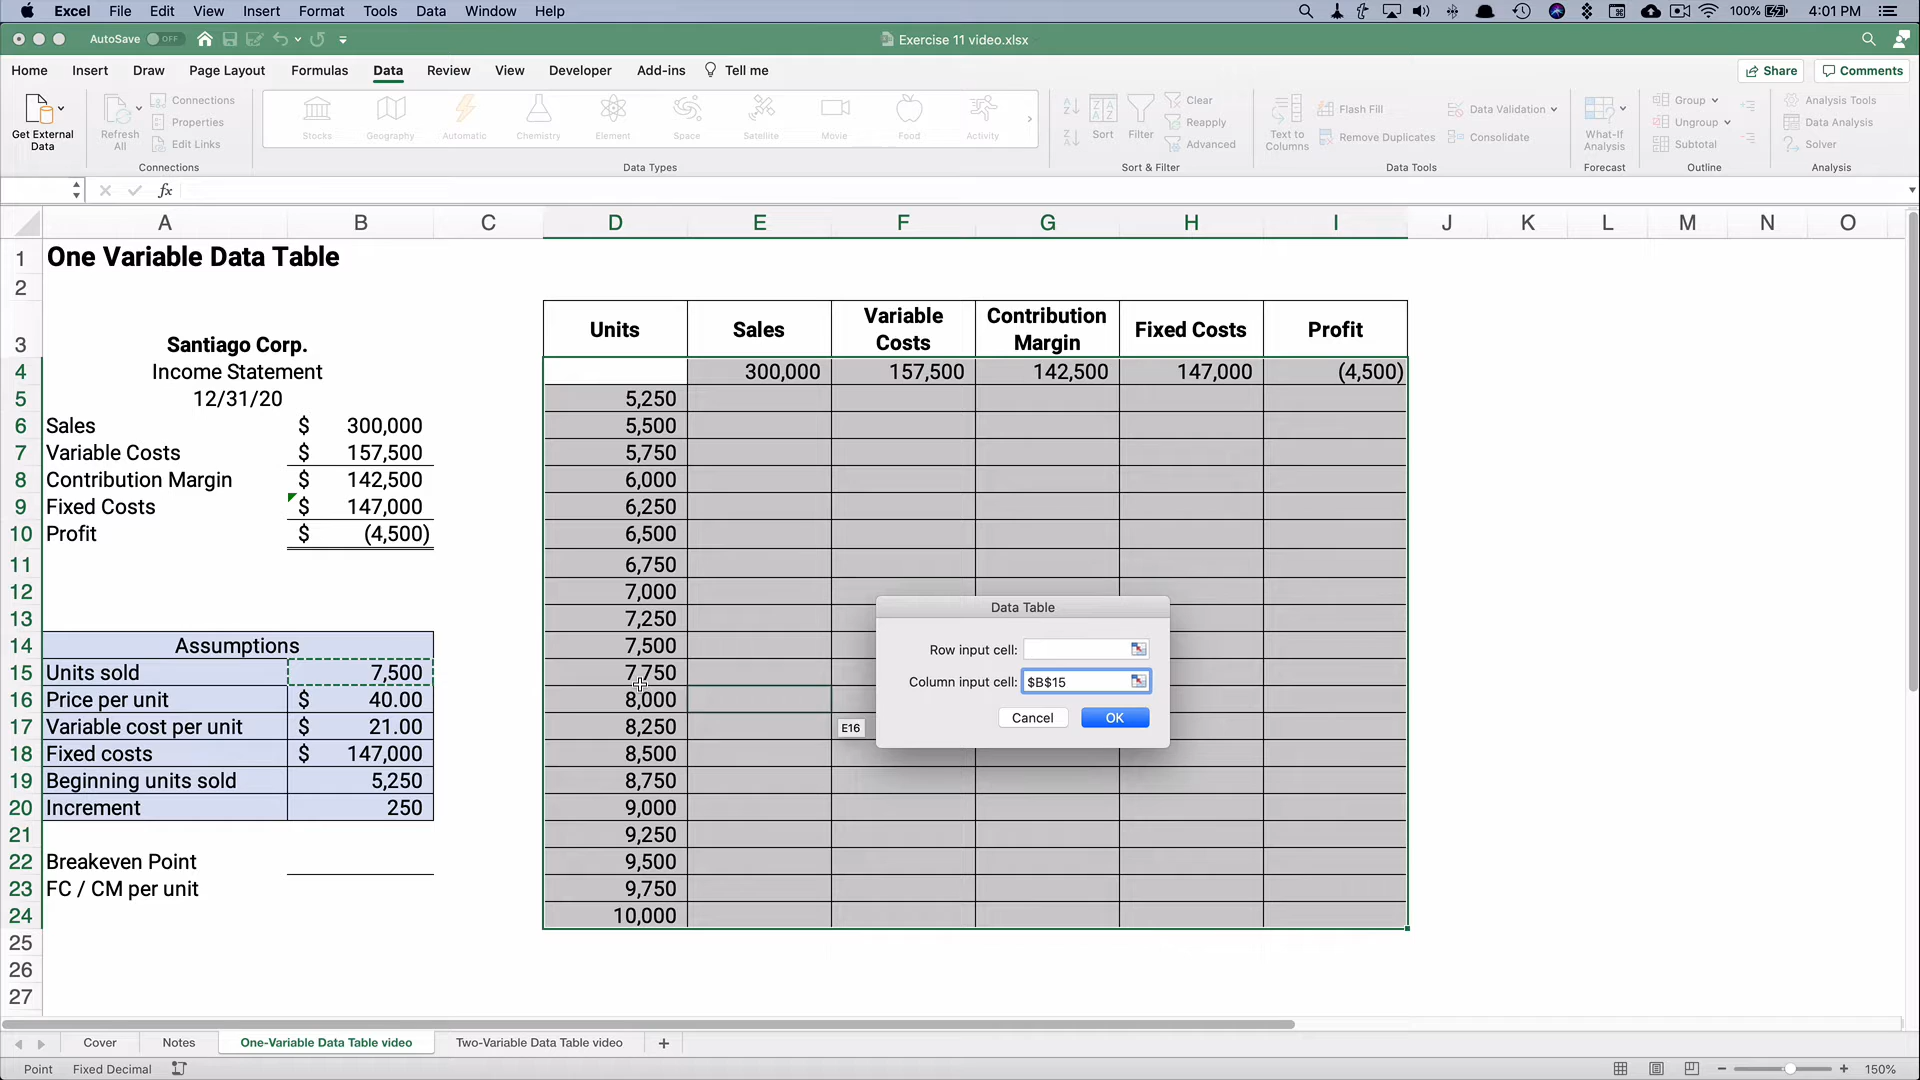 Excel File Edit View Insert Format Tools Data Window Help 100% 4:01 PM
AutoSave OFF Exercise 11 video.xlsx
Home Insert Draw Page Layout Formulas Data Review View Developer Add-ins Tell me Share Comments
Get External Data
Refresh All
Connections
Properties
Edit Links
Connections
Stocks Geography Automatic Chemistry Element Space Satellite Movie Food Activity
Data Types
Sort
Filter
Clear
Reapply
Advanced
Sort & Filter
Text to Columns
Flash Fill
Remove Duplicates
Data Validation
Consolidate
Data Tools
What-If Analysis
Forecast
Group
Ungroup
Subtotal
Outline
Analysis Tools
Data Analysis
Solver
Analysis
fx
A B C D E F G H I J K L M N O
1 One Variable Data Table
2
3 Santiago Corp. Units Sales Variable Costs Contribution Margin Fixed Costs Profit
4 Income Statement 300,000 157,500 142,500 147,000 (4,500)
5 12/31/20 5,250
6 Sales $ 300,000 5,500
7 Variable Costs $ 157,500 5,750
8 Contribution Margin $ 142,500 6,000
9 Fixed Costs $ 147,000 6,250
10 Profit $ (4,500) 6,500
11 6,750
12 7,000
13 7,250
14 Assumptions 7,500
15 Units sold 7,500 7,750
16 Price per unit $ 40.00 8,000
17 Variable cost per unit $ 21.00 8,250
18 Fixed costs $ 147,000 8,500
19 Beginning units sold 5,250 8,750
20 Increment 250 9,000
21 9,250
22 Breakeven Point 9,500
23 FC / CM per unit 9,750
24 10,000
25
26
27
Data Table
Row input cell:
Column input cell: $B$15
Cancel OK
E16
Cover Notes One-Variable Data Table video Two-Variable Data Table video +
Point Fixed Decimal 150%